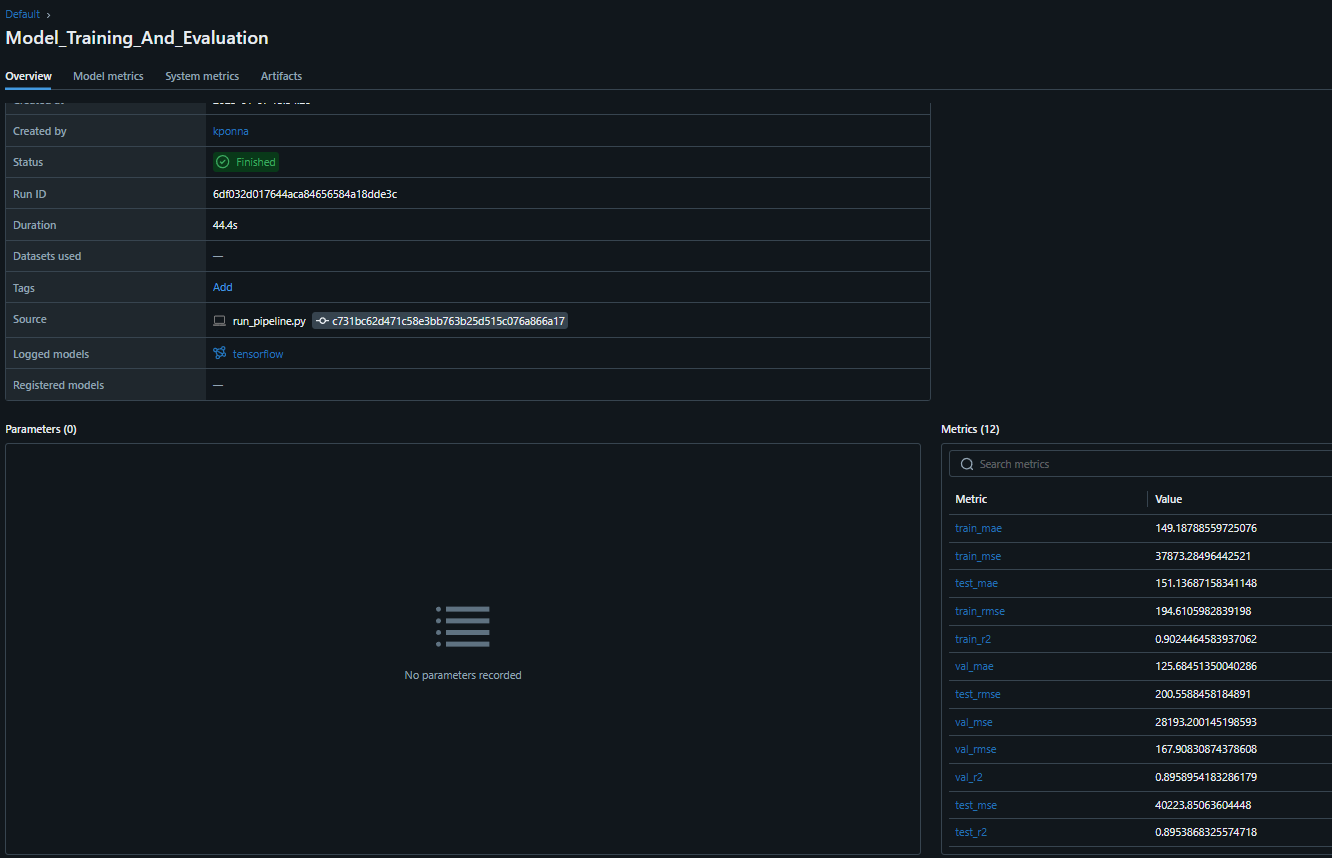 Default ›
Model_Training_And_Evaluation
Overview Model metrics System metrics Artifacts
Created by kponna
Status Finished
Run ID 6df032d017644aca84656584a18dde3c
Duration 44.4s
Datasets used —
Tags Add
Source run_pipeline.py c731bc62d471c58e3bb763b25d515c076a866a17
Logged models tensorflow
Registered models —
Parameters (0)
No parameters recorded
Metrics (12)
Search metrics
Metric Value
train_mae 149.18788559725076
train_mse 37873.28496442521
test_mae 151.13687158341148
train_rmse 194.6105982839198
train_r2 0.9024464583937062
val_mae 125.68451350040286
test_rmse 200.5588458184891
val_mse 28193.200145198593
val_rmse 167.90830874378608
val_r2 0.8958954183286179
test_mse 40223.85063604448
test_r2 0.8953868325574718